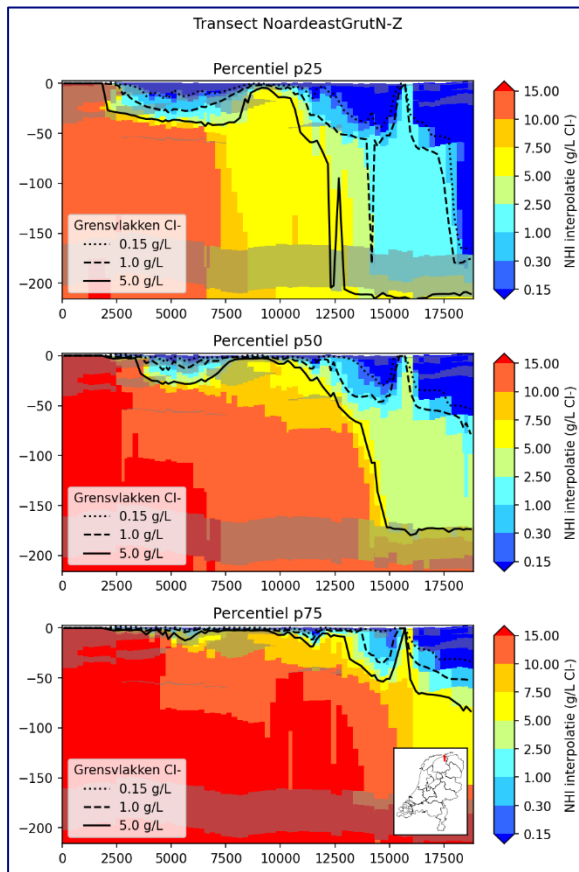 Transect NoardeastGrutN-Z
Percentiel p25
0
−50
−100
−150
−200
Grensvlakken Cl-
0.15 g/L
1.0 g/L
5.0 g/L
0 2500 5000 7500 10000 12500 15000 17500
15.00
10.00
7.50
5.00
2.50
1.00
0.30
0.15
NHI interpolatie (g/L Cl-)
Percentiel p50
0
−50
−100
−150
−200
Grensvlakken Cl-
0.15 g/L
1.0 g/L
5.0 g/L
0 2500 5000 7500 10000 12500 15000 17500
15.00
10.00
7.50
5.00
2.50
1.00
0.30
0.15
NHI interpolatie (g/L Cl-)
Percentiel p75
0
−50
−100
−150
−200
Grensvlakken Cl-
0.15 g/L
1.0 g/L
5.0 g/L
0 2500 5000 7500 10000 12500 15000 17500
15.00
10.00
7.50
5.00
2.50
1.00
0.30
0.15
NHI interpolatie (g/L Cl-)